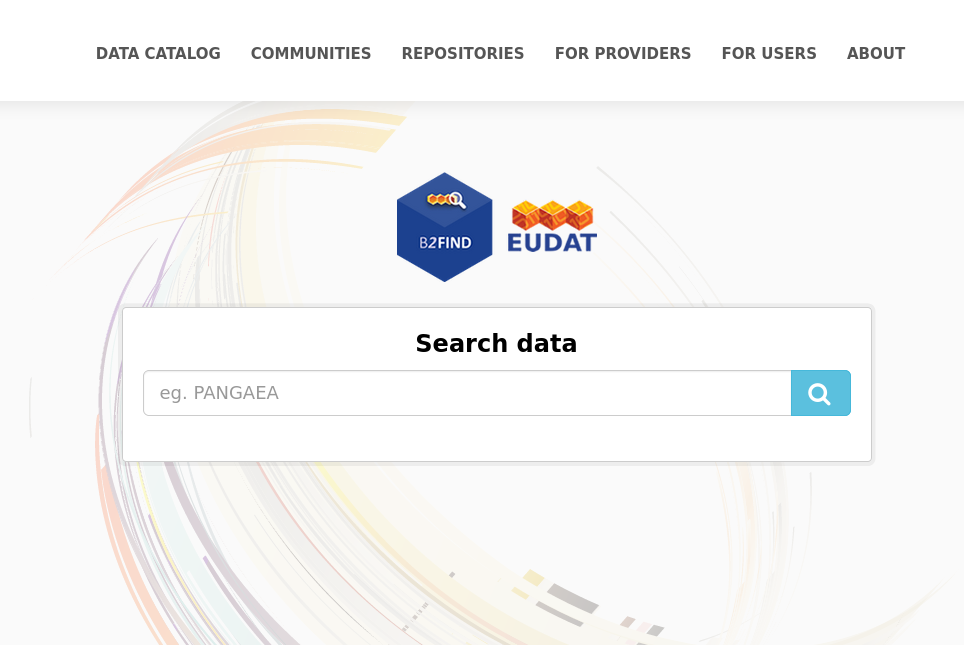 DATA CATALOG COMMUNITIES REPOSITORIES FOR PROVIDERS FOR USERS ABOUT
B2FIND
EUDAT
Search data
eg. PANGAEA